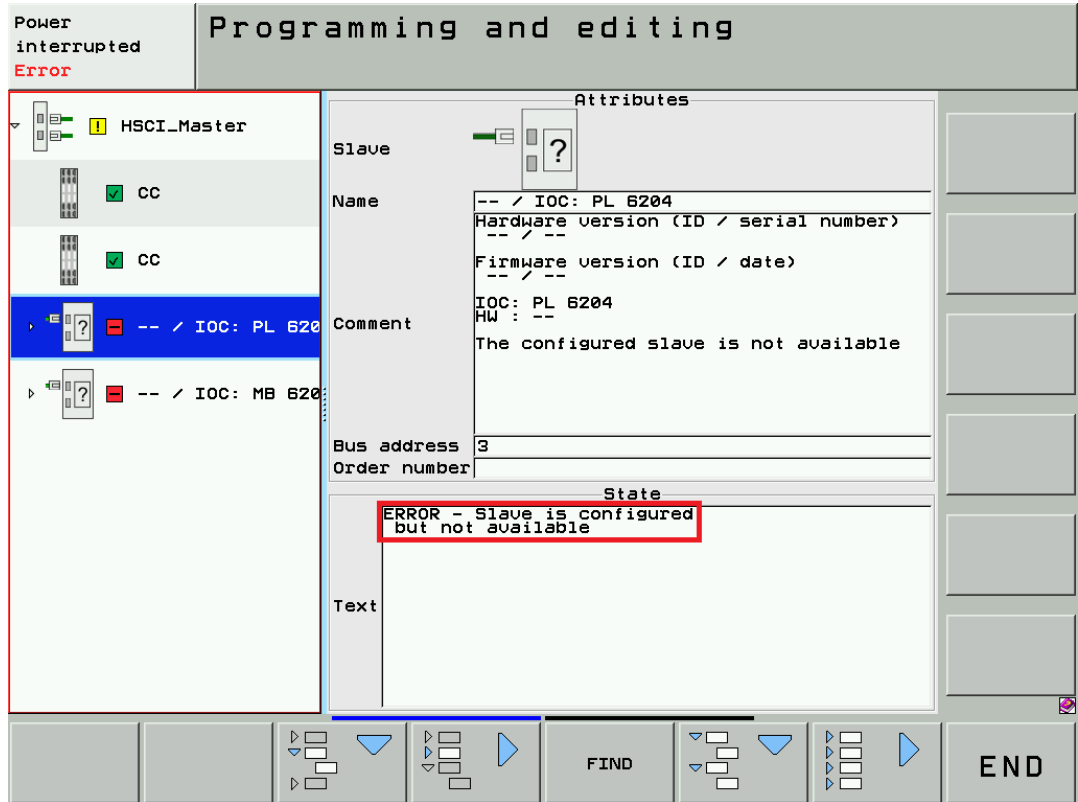 Power
interrupted
Error
Programming and editing
! HSCI_Master
CC
CC
-- / IOC: PL 620
? -- / IOC: MB 620
Attributes
Slave
?
Name
-- / IOC: PL 6204
Comment
Hardware version (ID / serial number)
-- / --
Firmware version (ID / date)
-- / --
IOC: PL 6204
HW : --
The configured slave is not available
Bus address
3
Order number
State
Text
ERROR - Slave is configured
but not available
FIND
END